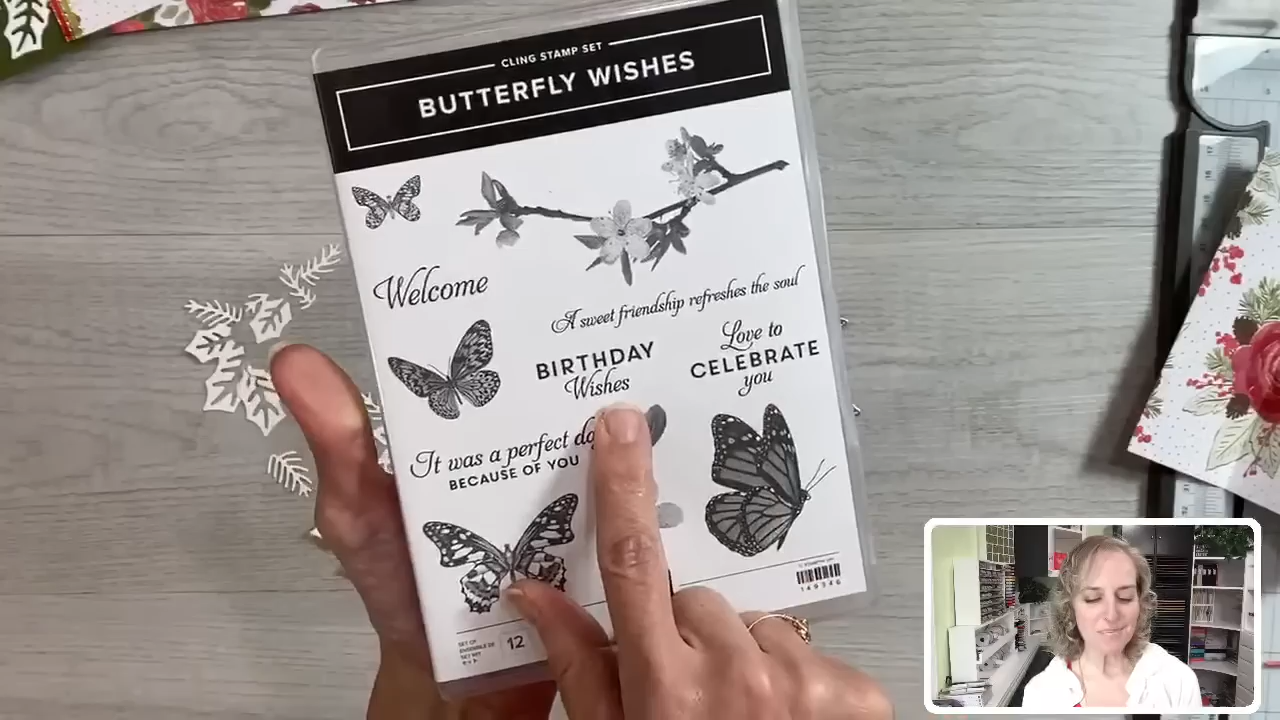 CLING STAMP SET
BUTTERFLY WISHES
Welcome
A sweet friendship refreshes the soul
BIRTHDAY
Wishes
Love to
CELEBRATE
you
It was a perfect
BECAUSE OF YOU
12
149346